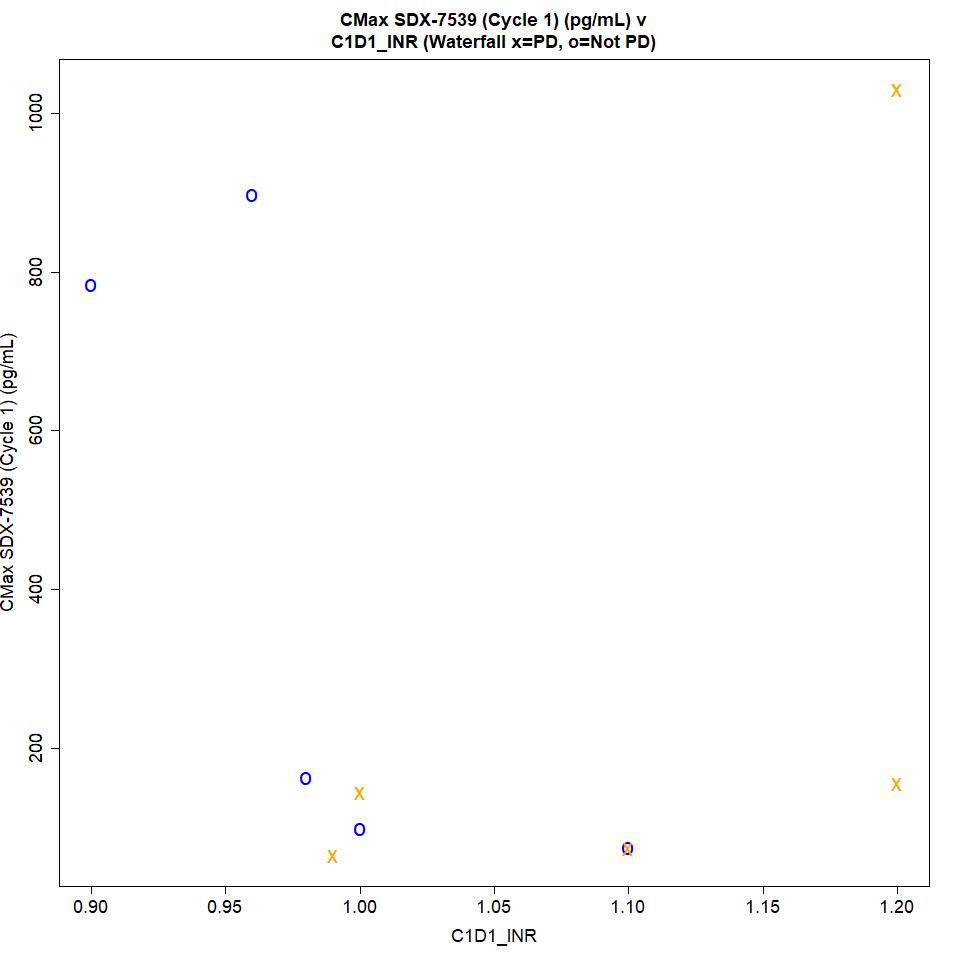 CMax SDX-7539 (Cycle 1) (pg/mL) v
C1D1_INR (Waterfall x=PD, o=Not PD)
CMax SDX-7539 (Cycle 1) (pg/mL)
1000
800
600
400
200
X
O
O
O
X
X
O
X
O
X
0.90
0.95
1.00
1.05
1.10
1.15
1.20
C1D1_INR